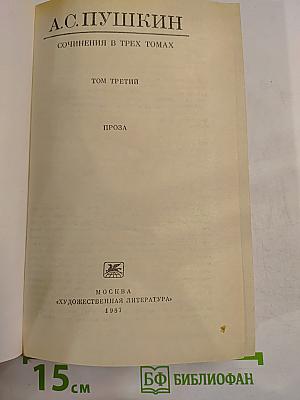 А.С.ПУШКИН
СОЧИНЕНИЯ В ТРЕХ ТОМАХ
ТОМ ТРЕТИЙ
ПРОЗА
МОСКВА
«ХУДОЖЕСТВЕННАЯ ЛИТЕРАТУРА»
1987
15см
БФ БИБЛИОФАН